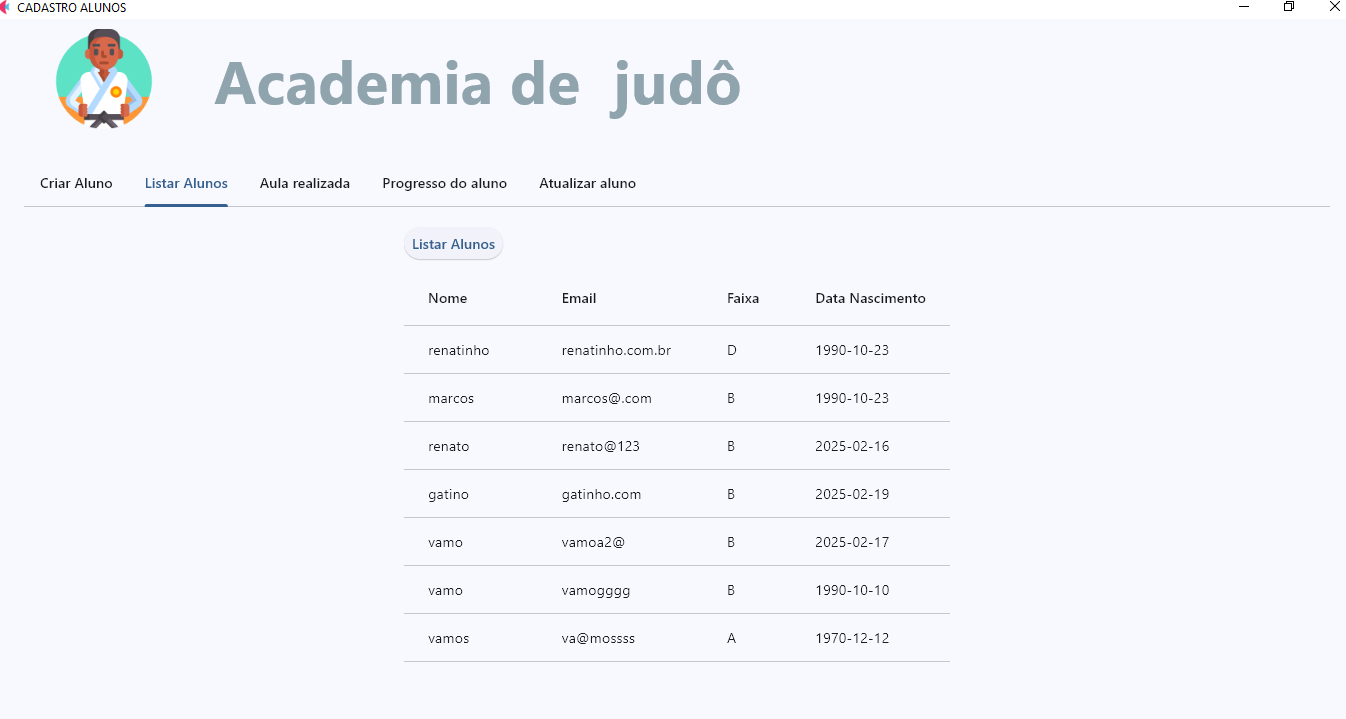 CADASTRO ALUNOS
Academia de judô
Criar Aluno Listar Alunos Aula realizada Progresso do aluno Atualizar aluno
Listar Alunos
Nome Email Faixa Data Nascimento
renatinho renatinho.com.br D 1990-10-23
marcos marcos@.com B 1990-10-23
renato renato@123 B 2025-02-16
gatino gatinho.com B 2025-02-19
vamo vamoa2@ B 2025-02-17
vamo vamogggg B 1990-10-10
vamos va@mossss A 1970-12-12